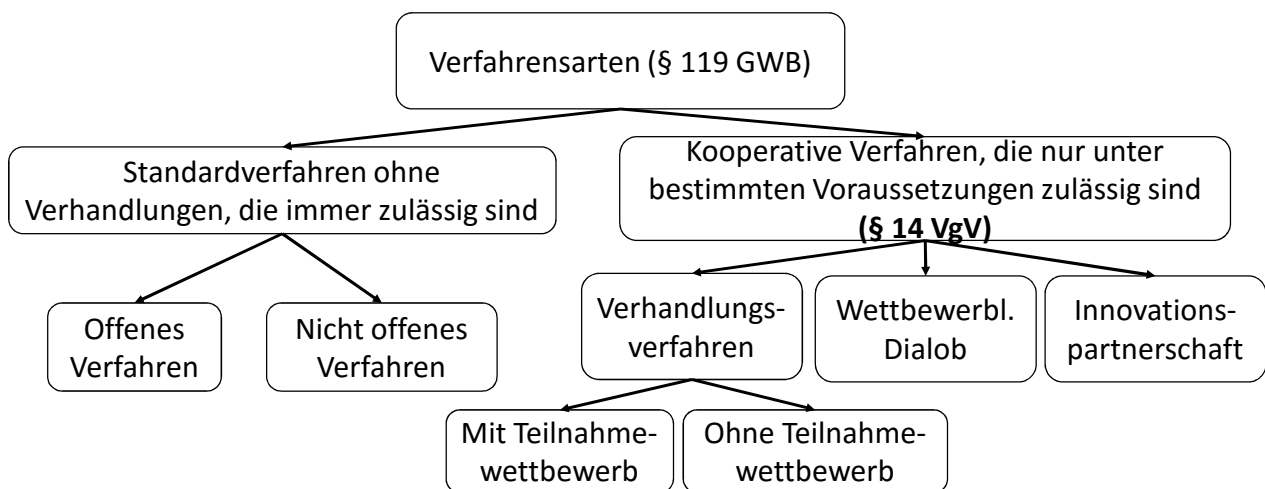 Verfahrensarten (§ 119 GWB)
Standardverfahren ohne
Verhandlungen, die immer zulässig sind
Kooperative Verfahren, die nur unter
bestimmten Voraussetzungen zulässig sind
(§ 14 VgV)
Offenes
Verfahren
Nicht offenes
Verfahren
Verhandlungs-
verfahren
Wettbewerbl.
Dialob
Innovations-
partnerschaft
Mit Teilnahme-
wettbewerb
Ohne Teilnahme-
wettbewerb